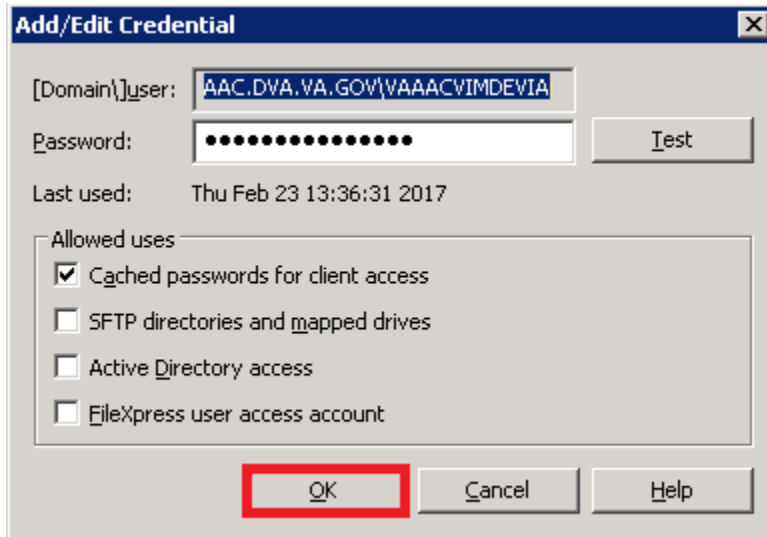 Add/Edit Credential
[Domain\]user: AAC.DVA.VA.GOV\VAAACVIMDEVIA
Password: ●●●●●●●●●●●●●●● Test
Last used: Thu Feb 23 13:36:31 2017
Allowed uses
Cached passwords for client access
SFTP directories and mapped drives
Active Directory access
FileXpress user access account
OK Cancel Help